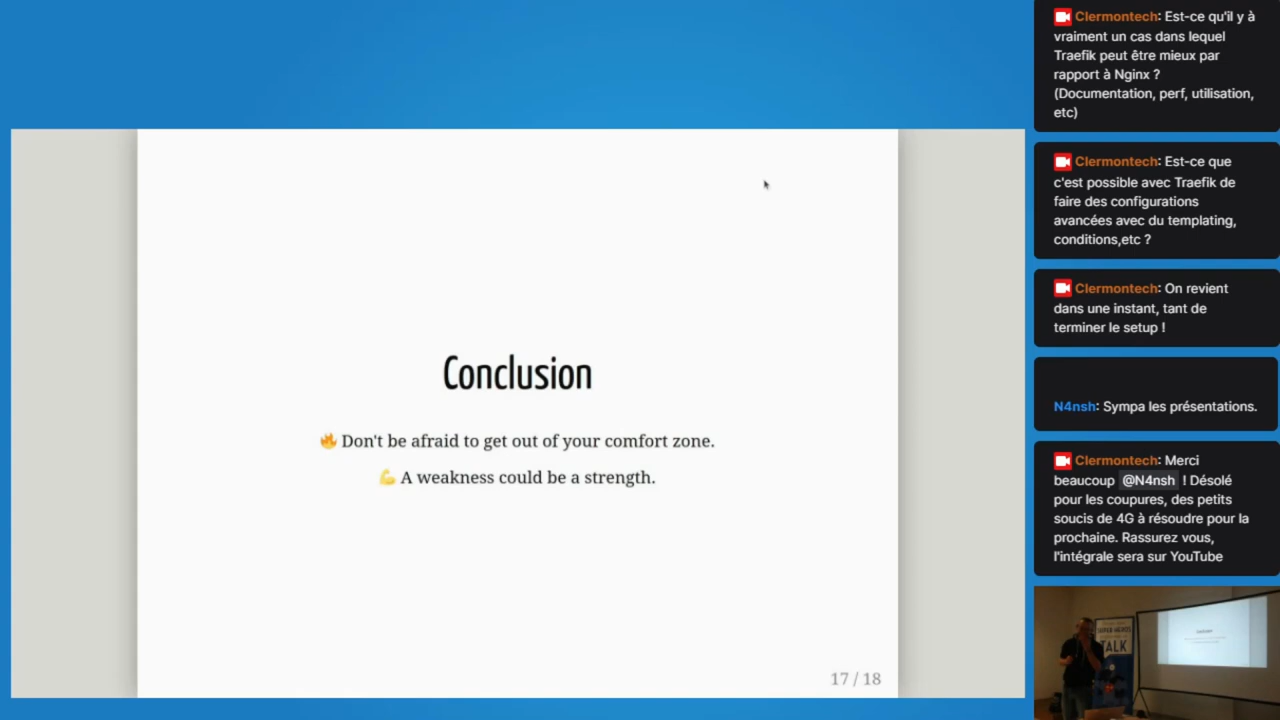 Conclusion
🔥 Don't be afraid to get out of your comfort zone.
💪 A weakness could be a strength.
17 / 18
Clermontech: Est-ce qu'il y à
vraiment un cas dans lequel
Traefik peut être mieux par
rapport à Nginx ?
(Documentation, perf, utilisation,
etc)
Clermontech: Est-ce que
c'est possible avec Traefik de
faire des configurations
avancées avec du templating,
conditions,etc ?
Clermontech: On revient
dans une instant, tant de
terminer le setup !
N4nsh: Sympa les présentations.
Clermontech: Merci
beaucoup @N4nsh ! Désolé
pour les coupures, des petits
soucis de 4G à résoudre pour la
prochaine. Rassurez vous,
l'intégrale sera sur YouTube
TALK